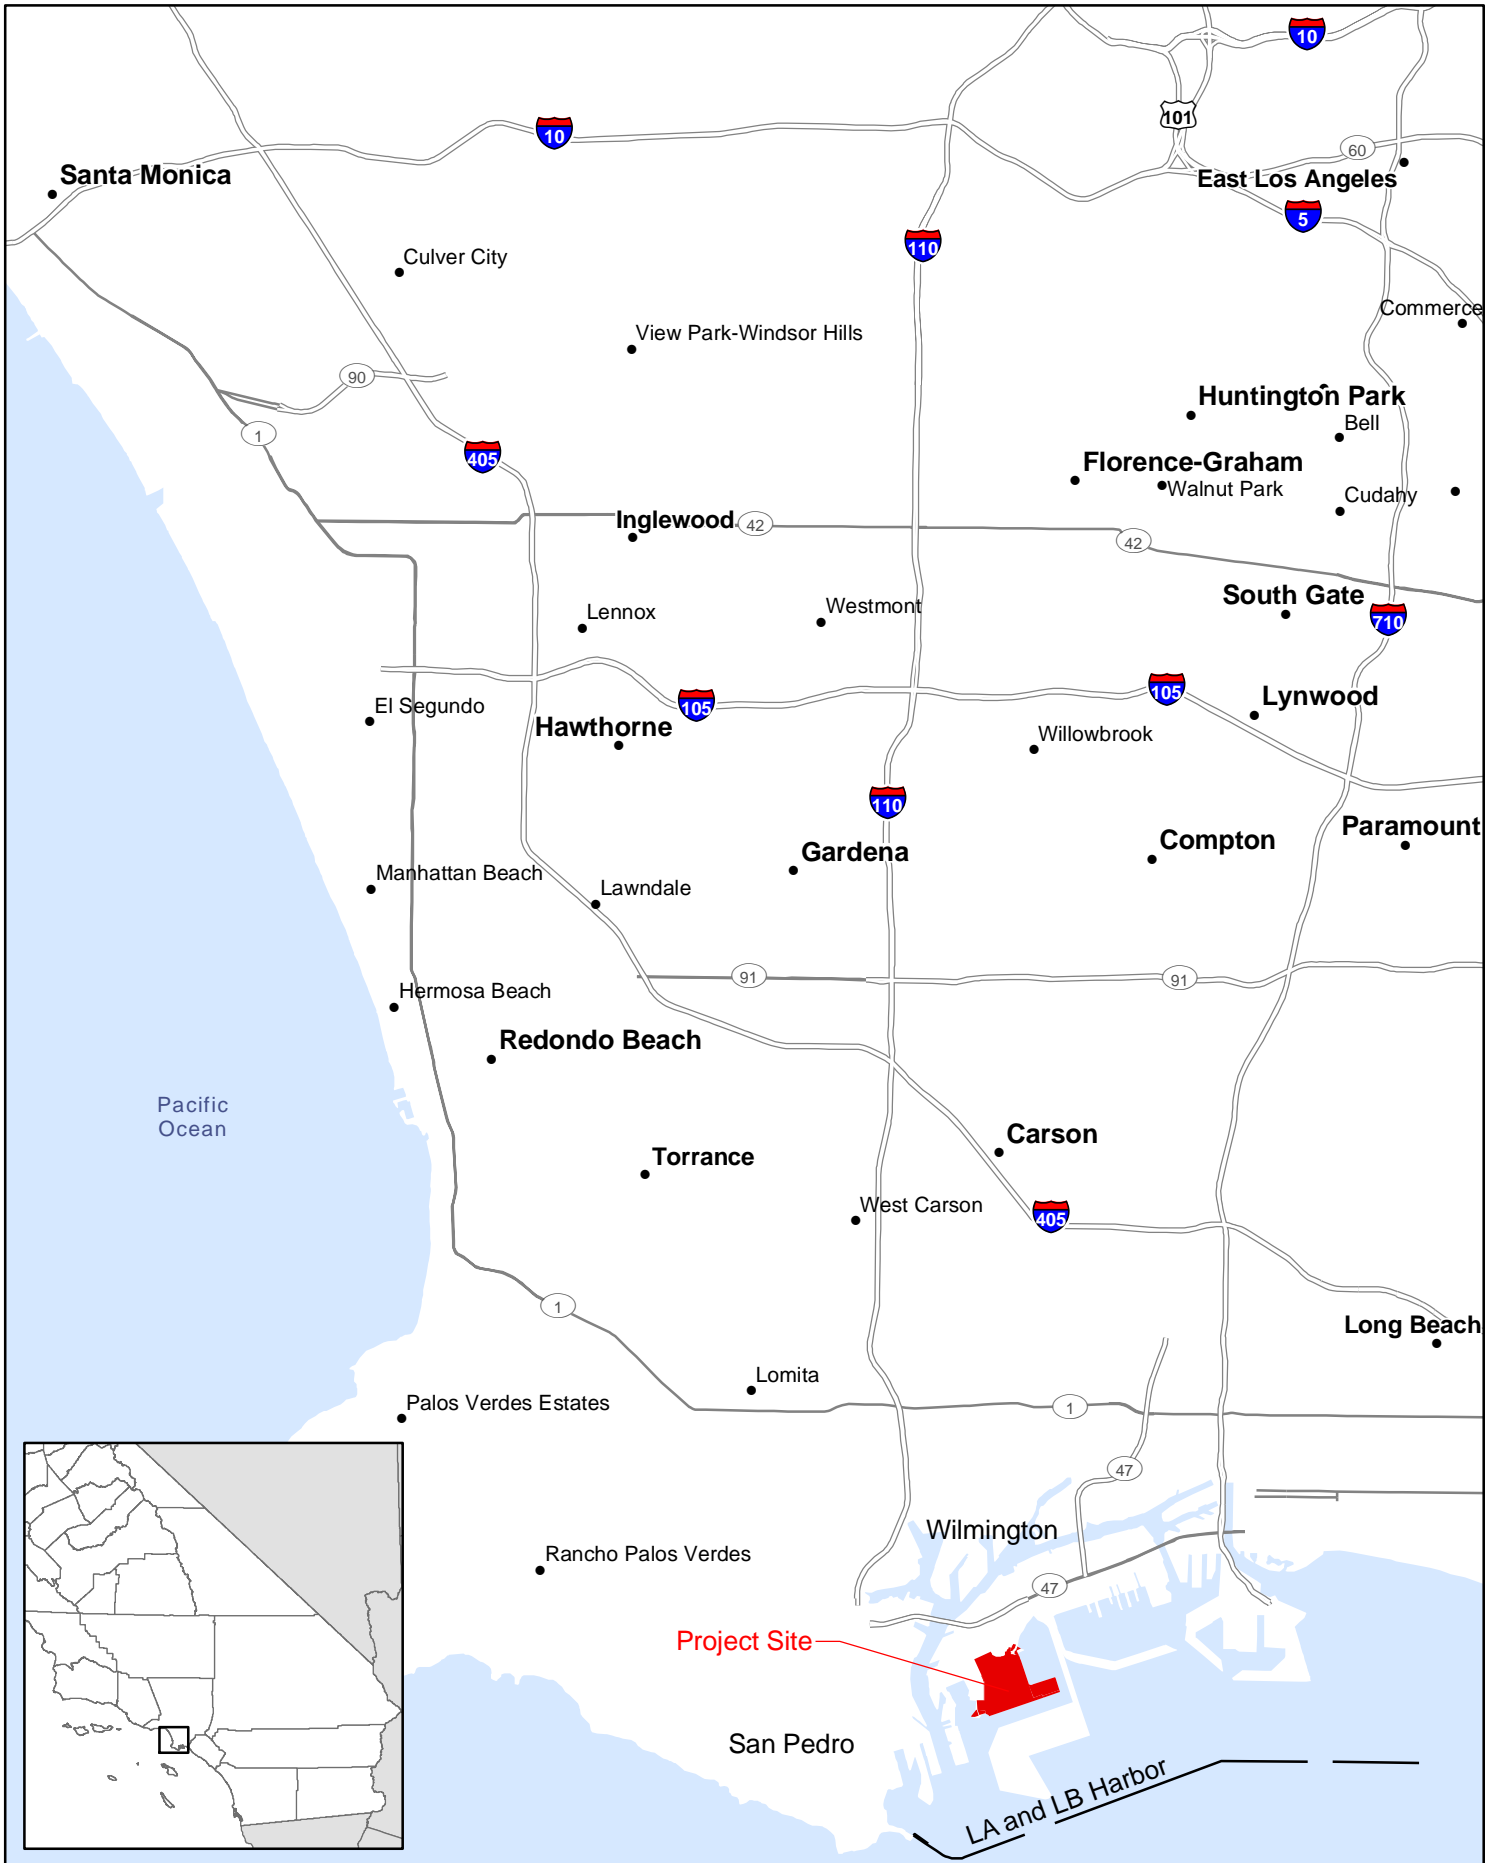 10
101
10
60
Santa Monica
East Los Angeles
5
110
Culver City
Commerce
View Park-Windsor Hills
90
Huntington Park
Bell
1
405
Florence-Graham
Walnut Park
Cudahy
Inglewood
42
42
South Gate
Lennox
Westmont
710
105
Lynwood
El Segundo
105
Hawthorne
Willowbrook
110
Paramount
Compton
Gardena
Manhattan Beach
Lawndale
91
91
Hermosa Beach
Redondo Beach
Pacific
Ocean
Carson
Torrance
West Carson
405
1
Long Beach
Lomita
Palos Verdes Estates
1
47
Wilmington
Rancho Palos Verdes
47
Project Site
San Pedro
LA and LB Harbor